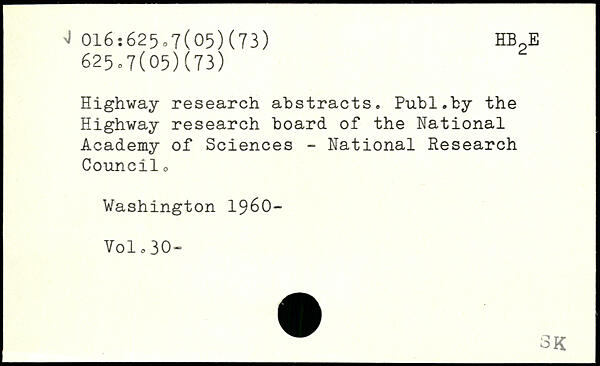 √ 016:625.7(05)(73) HB₂E
625.7(05)(73)
Highway research abstracts. Publ.by the
Highway research board of the National
Academy of Sciences - National Research
Council.
Washington 1960-
Vol.30-
SK